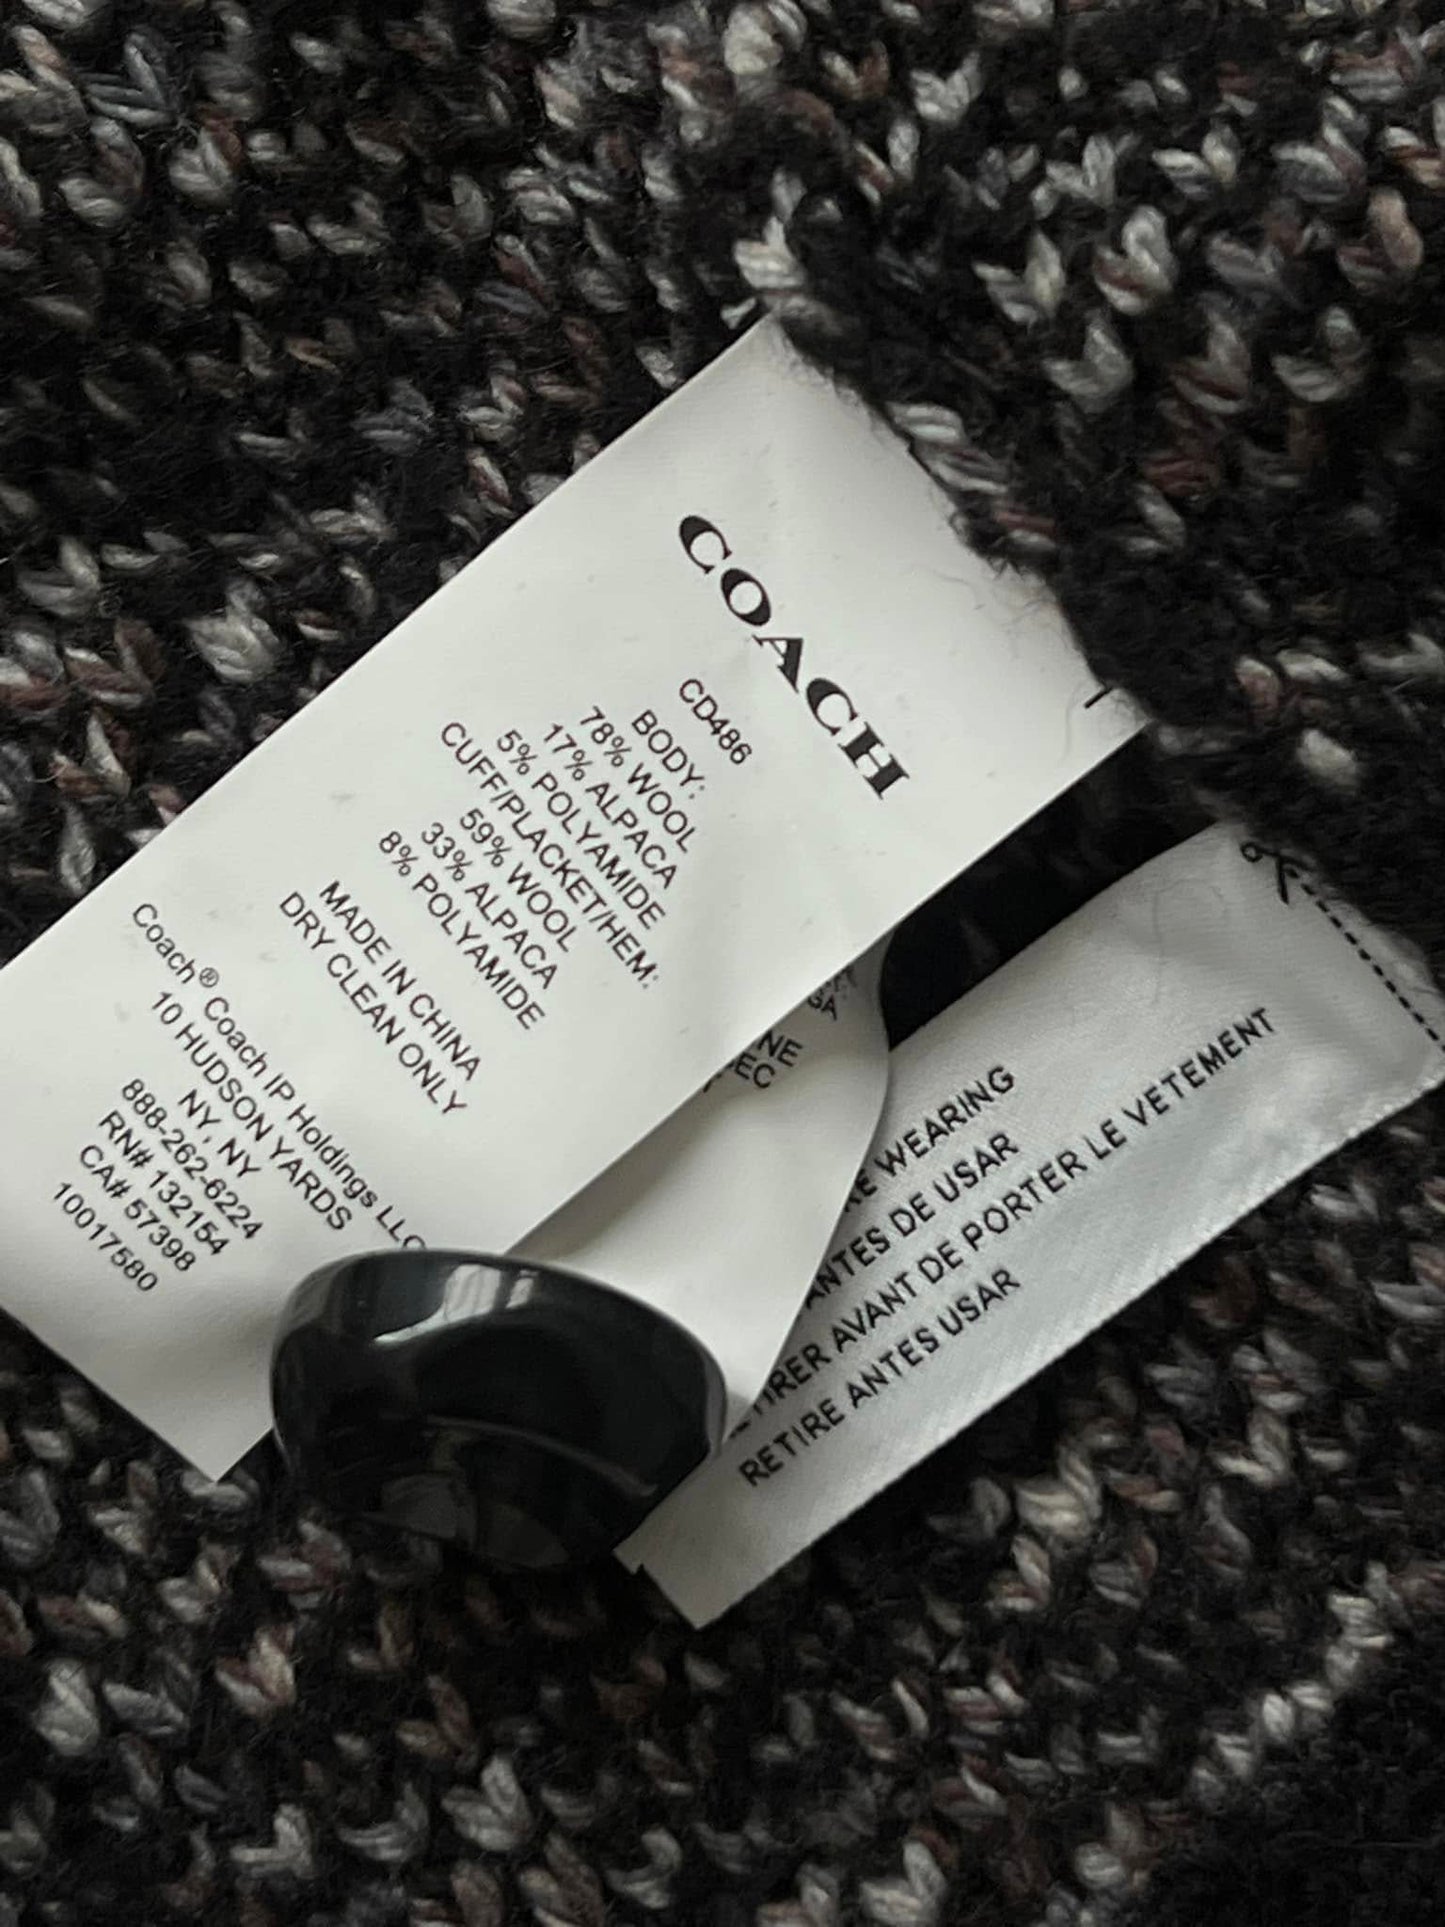 COACH
CD486
BODY:
78% WOOL
17% ALPACA
5% POLYAMIDE
CUFF/PLACKET/HEM:
59% WOOL
33% ALPACA
8% POLYAMIDE
MADE IN CHINA
DRY CLEAN ONLY
Coach® Coach IP Holdings LLC
10 HUDSON YARDS
NY, NY
888-262-6224
RN# 132154
CA# 57398
10017580
WEARING
ANTES DE USAR
AVANT DE PORTER LE VETEMENT
RETIRE ANTES USAR